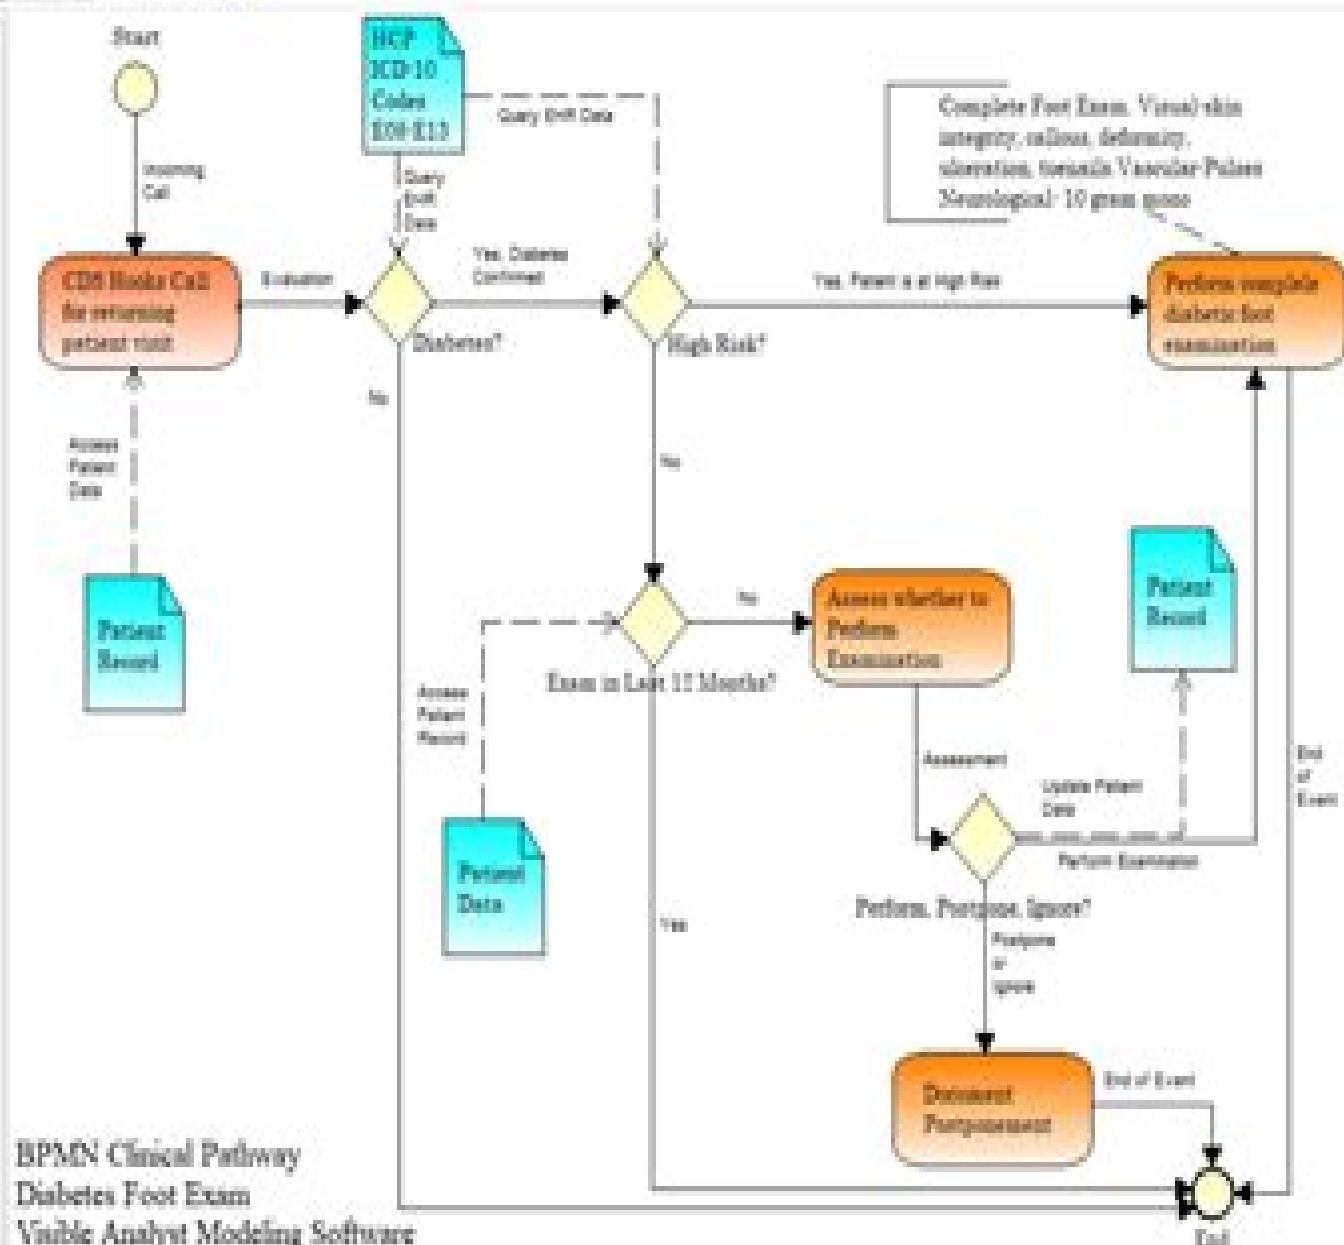 Start
HCP
ICD-10
Codes
E08-E13
Query EHR Data
Complete Foot Exam. Visual-skin
integrity, callous, deformity,
ulceration, toenails Vascular-Pulses
Neurological- 10 gram mono
Incoming
Call
Query
EHR
Data
CDS Hooks Call
for returning
patient visit
Evaluation
Yes, Diabetes
Confirmed
Yes, Patient is at High Risk
Perform complete
diabetic foot
examination
Diabetes?
High Risk?
No
No
Access
Patient
Data
Patient
Record
No
Assess whether to
Perform
Examination
Patient
Record
Exam in Last 12 Months?
Access
Patient
Record
Assessment
Update Patient
Data
End
of
Event
Perform Examination
Patient
Data
Perform, Postpone, Ignore?
Yes
Postpone
or
Ignore
Document
Postponement
End of Event
BPMN Clinical Pathway
Diabetes Foot Exam
Visible Analyst Modeling Software
End